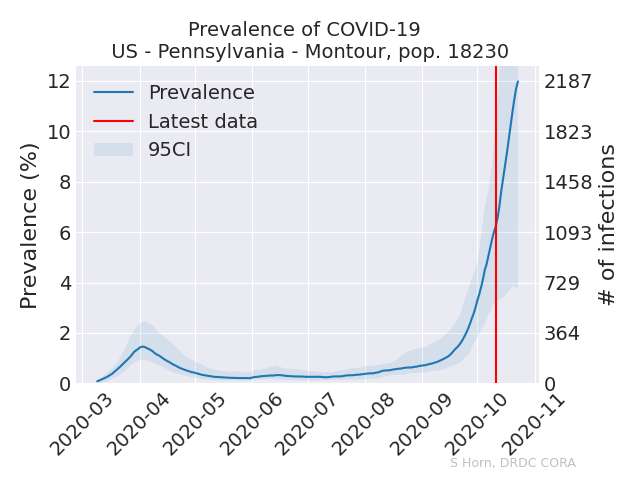 Prevalence of COVID-19
US - Pennsylvania - Montour, pop. 18230
Prevalence
Latest data
95CI
Prevalence (%)
12
10
8
6
4
2
0
2187
1823
1458
1093
729
364
0
# of infections
2020-03
2020-04
2020-05
2020-06
2020-07
2020-08
2020-09
2020-10
2020-11
S Horn, DRDC CORA